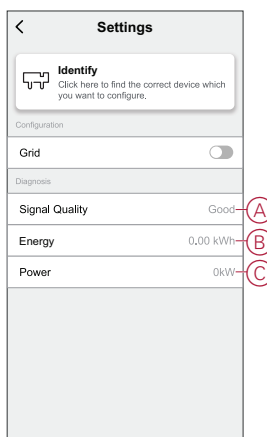 Settings
Identify
Click here to find the correct device which
you want to configure.
Configuration
Grid
Diagnosis
Signal Quality Good A
Energy 0.00 kWh B
Power 0kW C